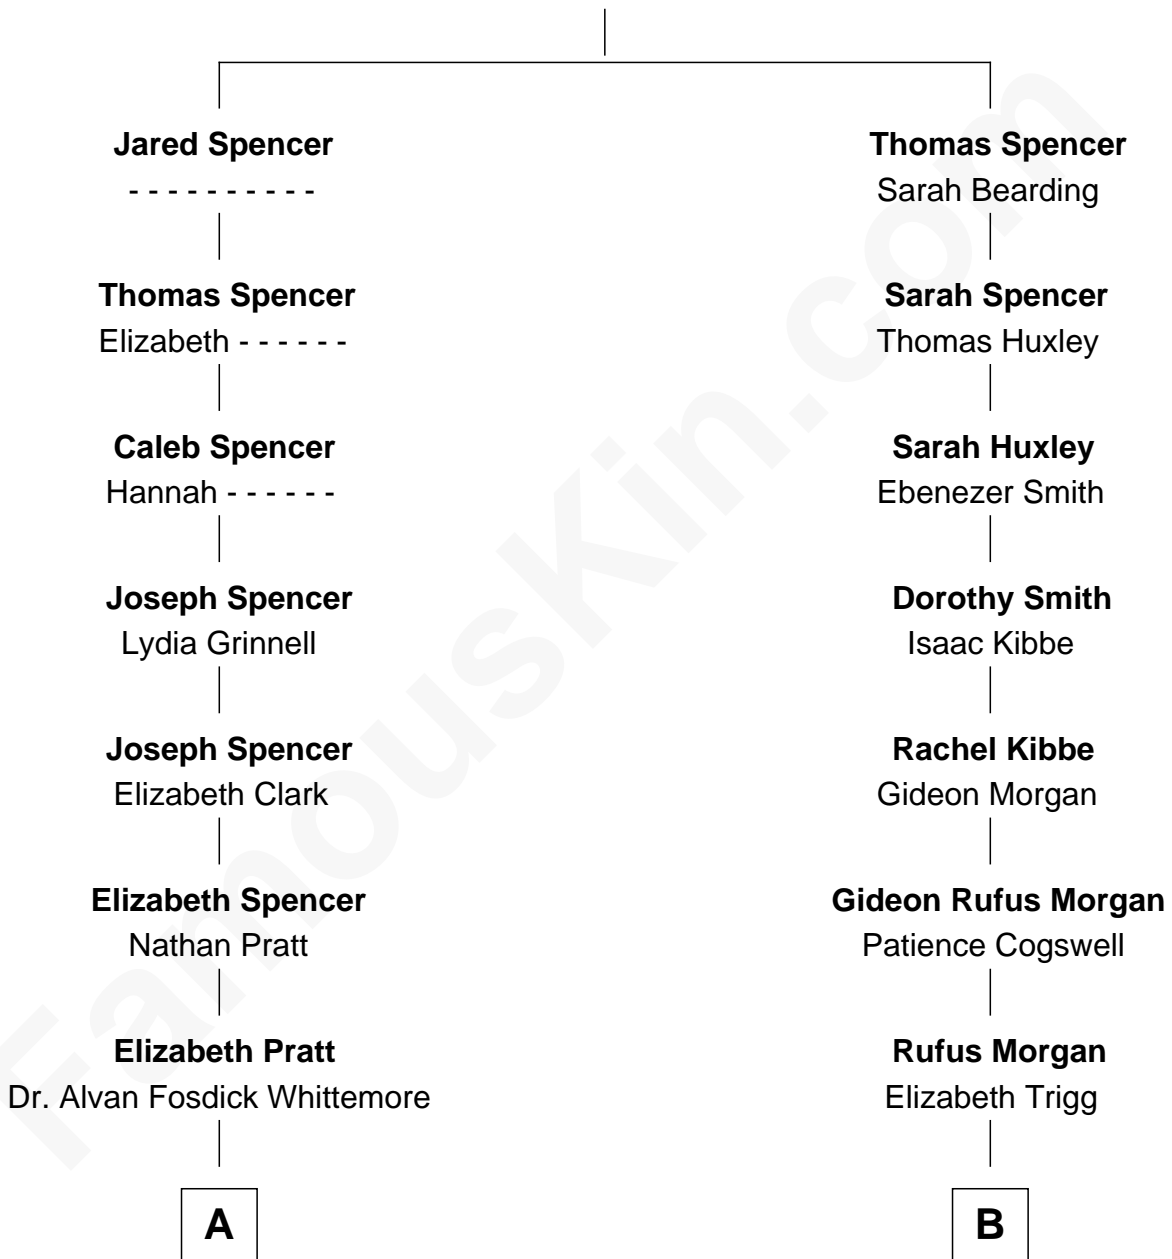 Jared Spencer
- - - - - - - - - -
Thomas Spencer
Elizabeth - - - - - -
Caleb Spencer
Hannah - - - - - -
Joseph Spencer
Lydia Grinnell
Joseph Spencer
Elizabeth Clark
Elizabeth Spencer
Nathan Pratt
Elizabeth Pratt
Dr. Alvan Fosdick Whittemore
A
Thomas Spencer
Sarah Bearding
Sarah Spencer
Thomas Huxley
Sarah Huxley
Ebenezer Smith
Dorothy Smith
Isaac Kibbe
Rachel Kibbe
Gideon Morgan
Gideon Rufus Morgan
Patience Cogswell
Rufus Morgan
Elizabeth Trigg
B
FamousKin.com